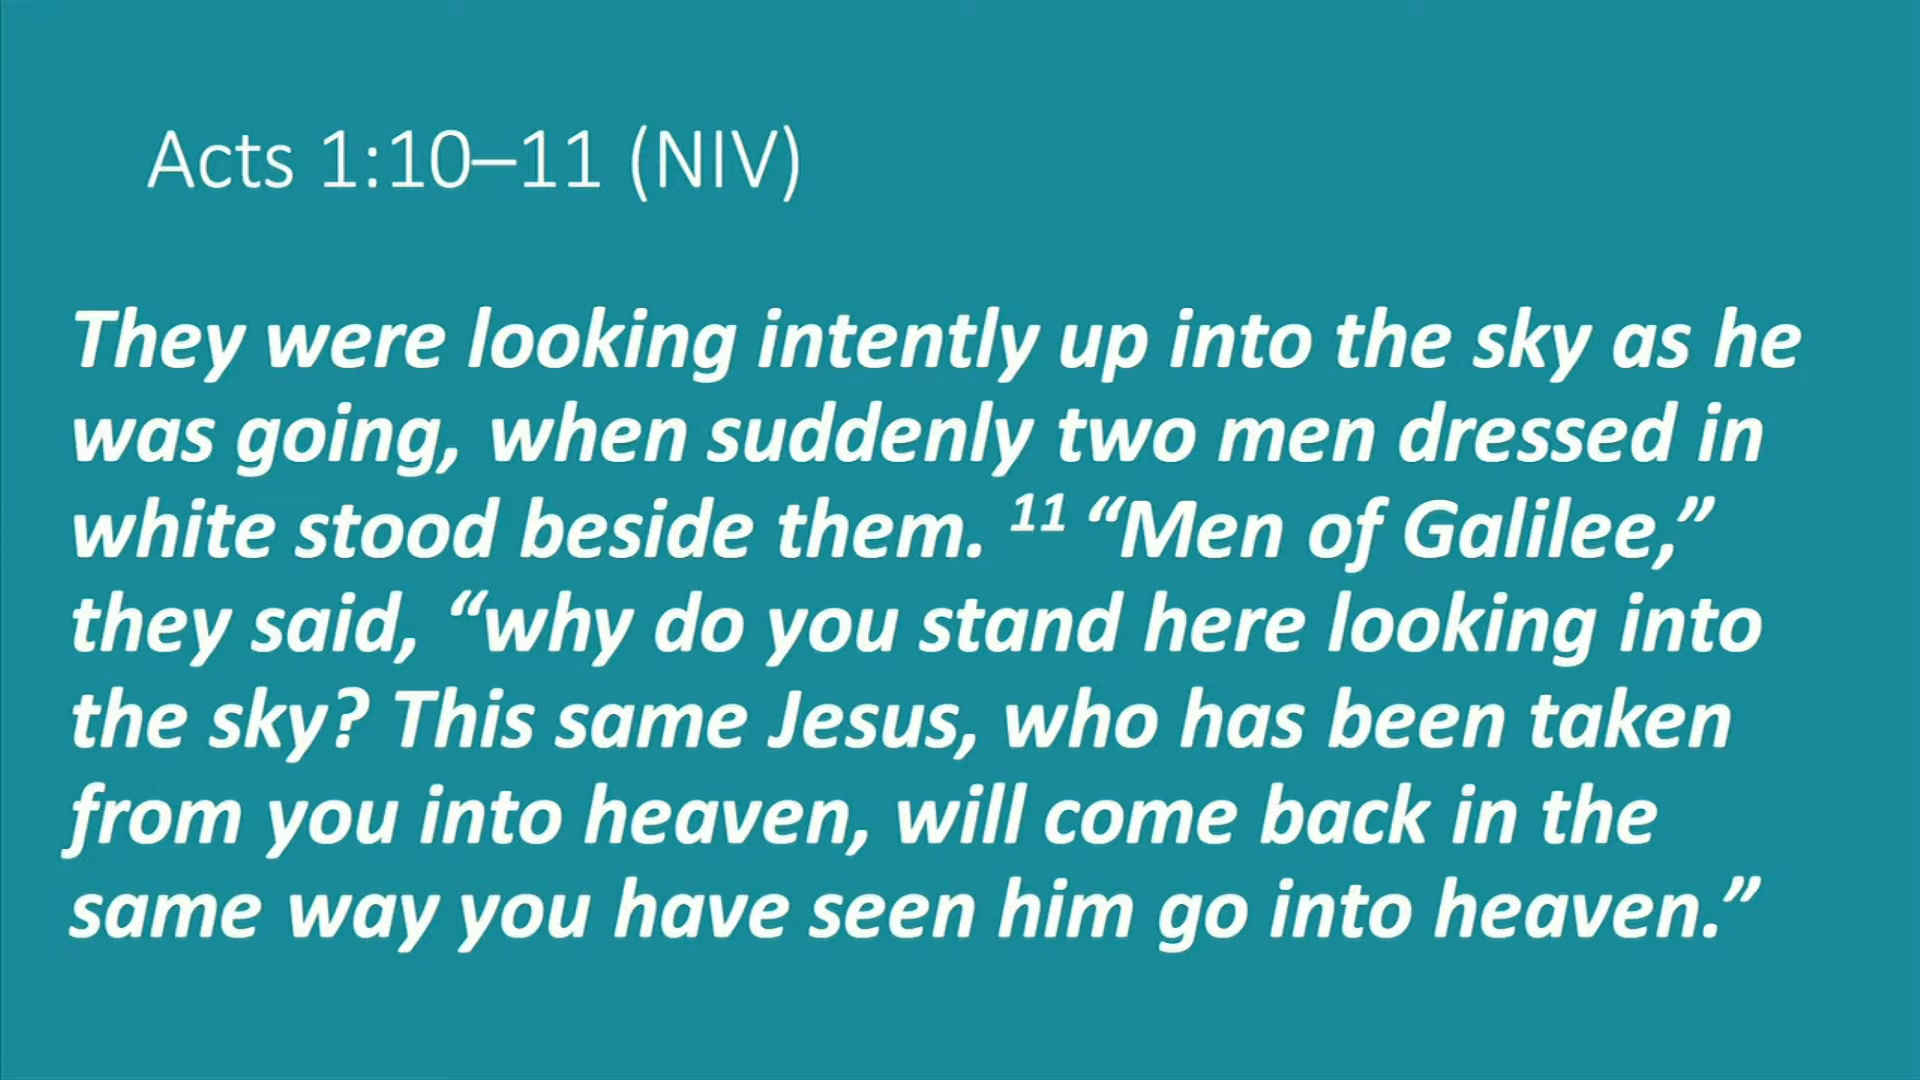 Acts 1:10–11 (NIV)
They were looking intently up into the sky as he
was going, when suddenly two men dressed in
white stood beside them. ¹¹ “Men of Galilee,”
they said, “why do you stand here looking into
the sky? This same Jesus, who has been taken
from you into heaven, will come back in the
same way you have seen him go into heaven.”